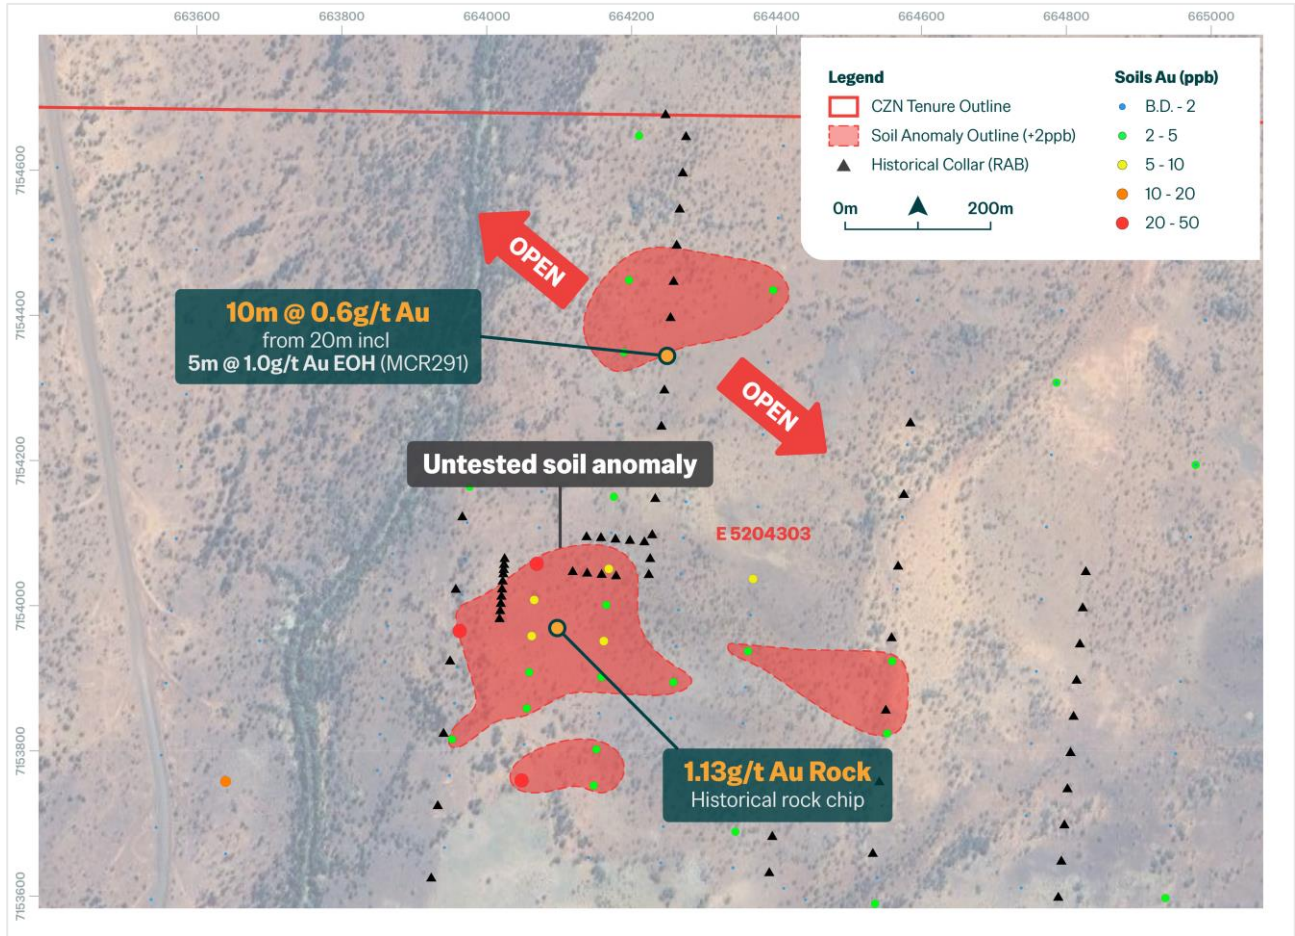 663600
663800
664000
664200
664400
664600
664800
665000
Legend
CZN Tenure Outline
Soil Anomaly Outline (+2ppb)
Historical Collar (RAB)
0m
200m
Soils Au (ppb)
B.D. - 2
2 - 5
5 - 10
10 - 20
20 - 50
7154600
7154400
7154200
7154000
7153800
7153600
OPEN
10m @ 0.6g/t Au
from 20m incl
5m @ 1.0g/t Au EOH (MCR291)
OPEN
Untested soil anomaly
E 5204303
1.13g/t Au Rock
Historical rock chip